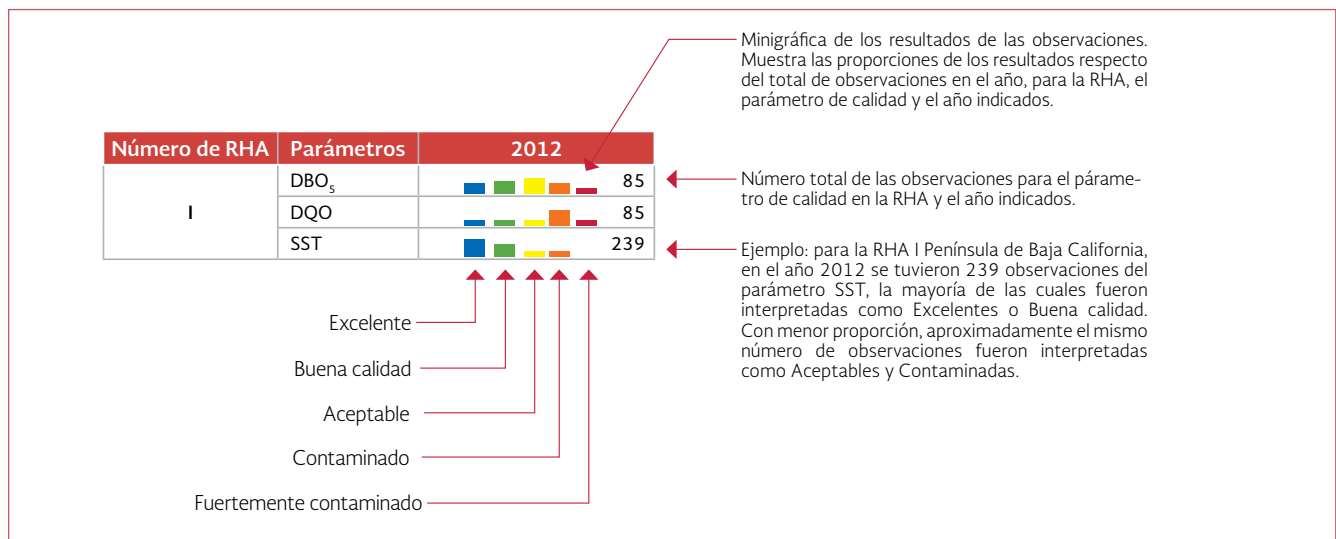 Minigráfica de los resultados de las observaciones.
Muestra las proporciones de los resultados respecto
del total de observaciones en el año, para la RHA, el
parámetro de calidad y el año indicados.
Número de RHA Parámetros 2012
I
DBO₅ 85
DQO 85
SST 239
Número total de las observaciones para el párame-
tro de calidad en la RHA y el año indicados.
Ejemplo: para la RHA I Península de Baja California,
en el año 2012 se tuvieron 239 observaciones del
parámetro SST, la mayoría de las cuales fueron
interpretadas como Excelentes o Buena calidad.
Con menor proporción, aproximadamente el mismo
número de observaciones fueron interpretadas
como Aceptables y Contaminadas.
Excelente
Buena calidad
Aceptable
Contaminado
Fuertemente contaminado